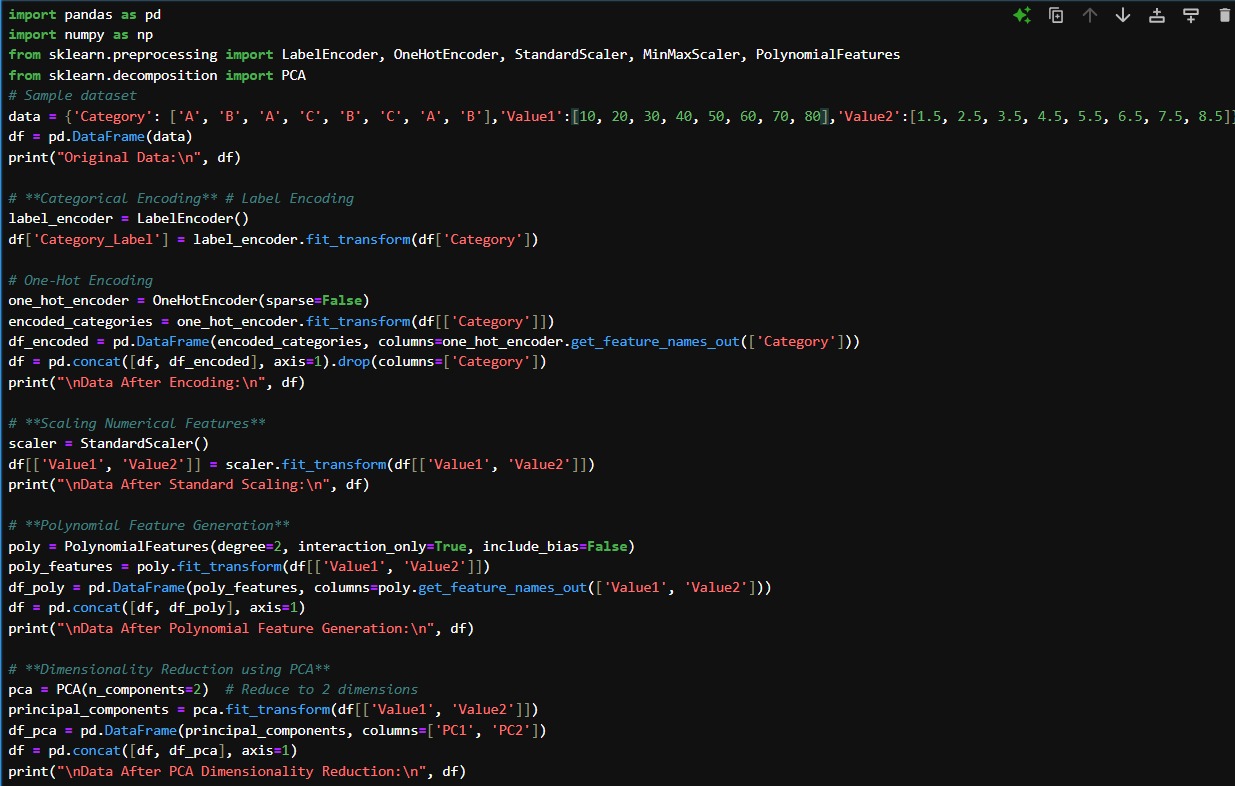 import pandas as pd
import numpy as np
from sklearn.preprocessing import LabelEncoder, OneHotEncoder, StandardScaler, MinMaxScaler, PolynomialFeatures
from sklearn.decomposition import PCA
# Sample dataset
data = {'Category': ['A', 'B', 'A', 'C', 'B', 'C', 'A', 'B'],'Value1':[10, 20, 30, 40, 50, 60, 70, 80],'Value2':[1.5, 2.5, 3.5, 4.5, 5.5, 6.5, 7.5, 8.5]}
df = pd.DataFrame(data)
print("Original Data:\n", df)

# **Categorical Encoding** # Label Encoding
label_encoder = LabelEncoder()
df['Category_Label'] = label_encoder.fit_transform(df['Category'])

# One-Hot Encoding
one_hot_encoder = OneHotEncoder(sparse=False)
encoded_categories = one_hot_encoder.fit_transform(df[['Category']])
df_encoded = pd.DataFrame(encoded_categories, columns=one_hot_encoder.get_feature_names_out(['Category']))
df = pd.concat([df, df_encoded], axis=1).drop(columns=['Category'])
print("\nData After Encoding:\n", df)

# **Scaling Numerical Features**
scaler = StandardScaler()
df[['Value1', 'Value2']] = scaler.fit_transform(df[['Value1', 'Value2']])
print("\nData After Standard Scaling:\n", df)

# **Polynomial Feature Generation**
poly = PolynomialFeatures(degree=2, interaction_only=True, include_bias=False)
poly_features = poly.fit_transform(df[['Value1', 'Value2']])
df_poly = pd.DataFrame(poly_features, columns=poly.get_feature_names_out(['Value1', 'Value2']))
df = pd.concat([df, df_poly], axis=1)
print("\nData After Polynomial Feature Generation:\n", df)

# **Dimensionality Reduction using PCA**
pca = PCA(n_components=2)  # Reduce to 2 dimensions
principal_components = pca.fit_transform(df[['Value1', 'Value2']])
df_pca = pd.DataFrame(principal_components, columns=['PC1', 'PC2'])
df = pd.concat([df, df_pca], axis=1)
print("\nData After PCA Dimensionality Reduction:\n", df)